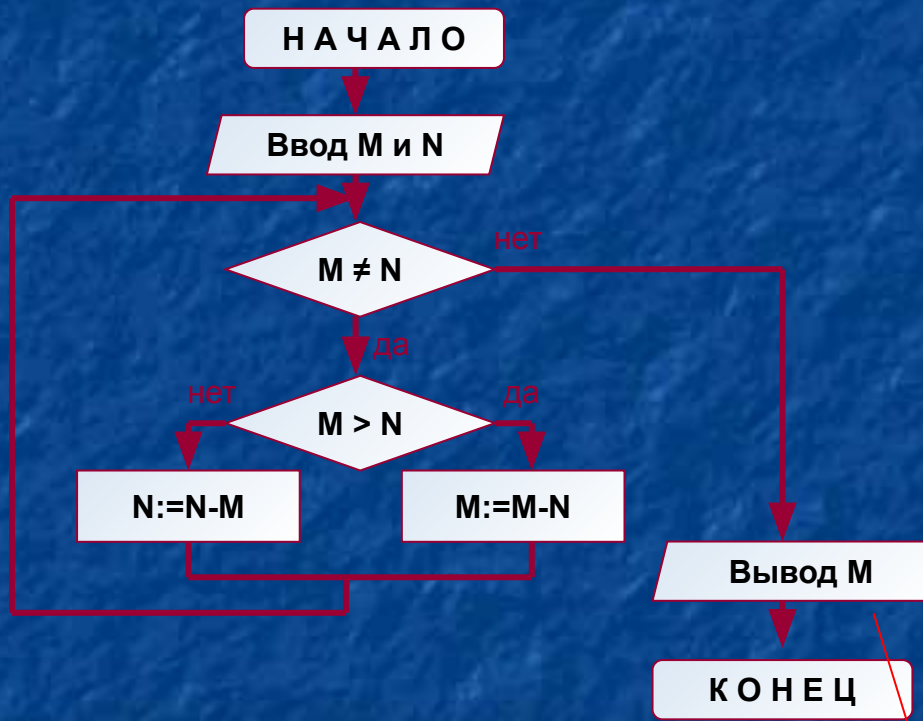 Н А Ч А Л О
Ввод M и N
M ≠ N
нет
да
M > N
нет
да
N:=N-M
M:=M-N
Вывод M
К О Н Е Ц